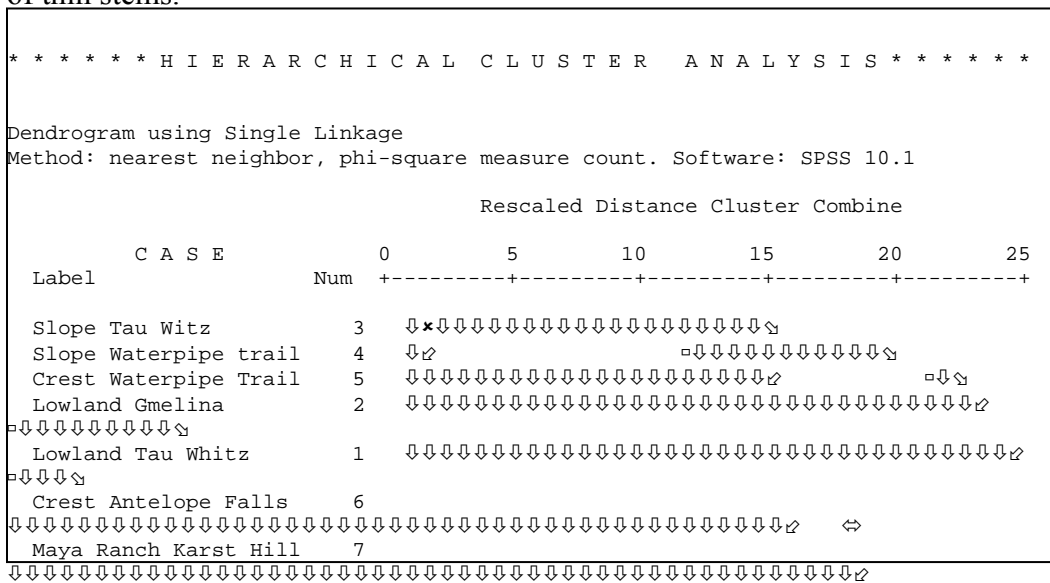 of thin stems.
* * * * * * H I E R A R C H I C A L C L U S T E R A N A L Y S I S * * * * * *
Dendrogram using Single Linkage
Method: nearest neighbor, phi-square measure count. Software: SPSS 10.1
Rescaled Distance Cluster Combine
C A S E 0 5 10 15 20 25
Label Num +---------+---------+---------+---------+---------+
Slope Tau Witz 3
Slope Waterpipe trail 4
Crest Waterpipe Trail 5
Lowland Gmelina 2
Lowland Tau Whitz 1
Crest Antelope Falls 6
Maya Ranch Karst Hill 7